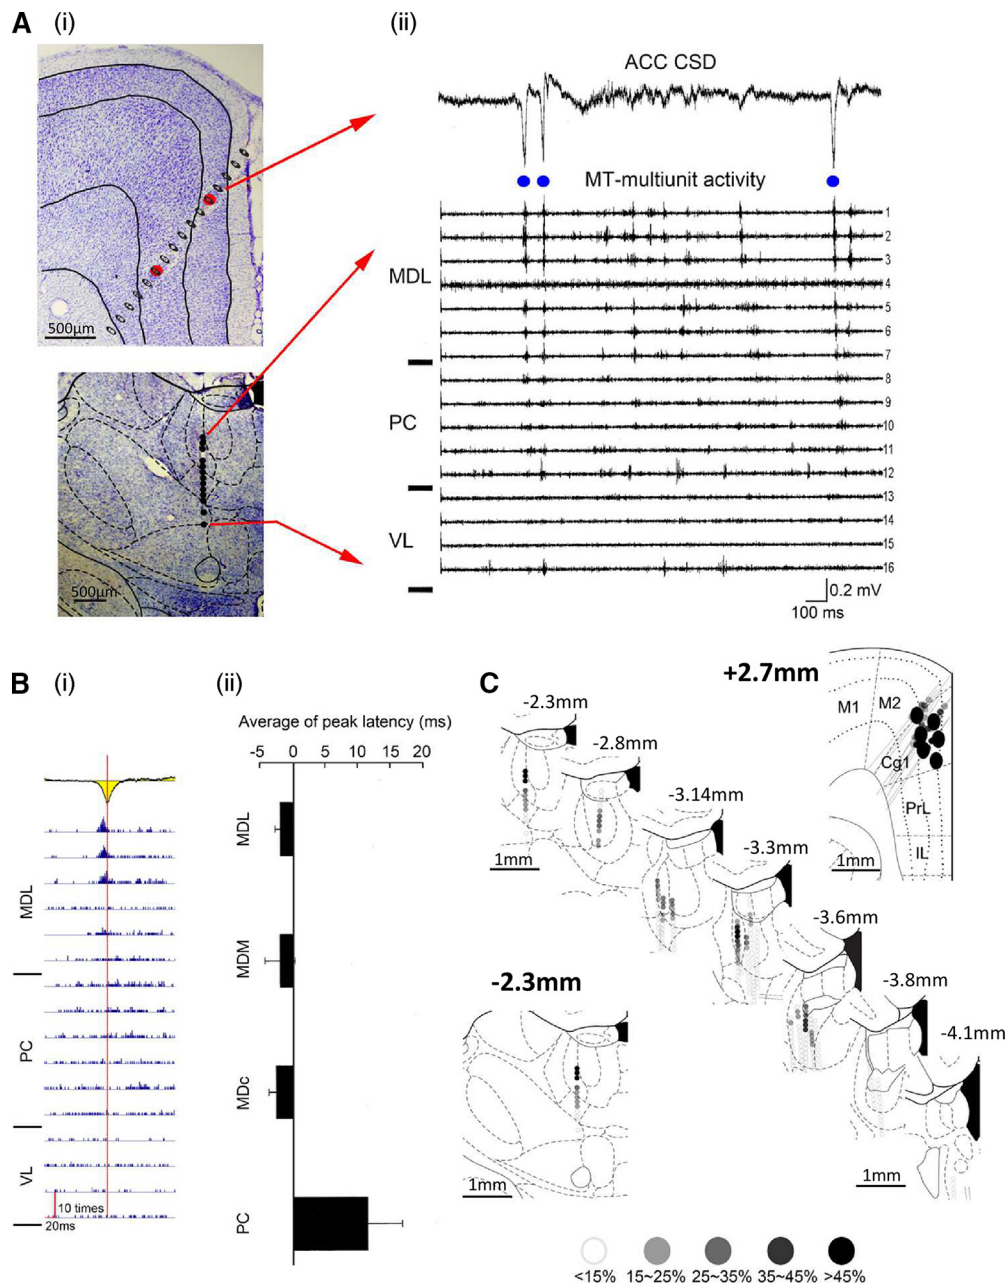 A (i) (ii)
ACC CSD
MT-multiunit activity
500µm
500µm
MDL
PC
VL
1
2
3
4
5
6
7
8
9
10
11
12
13
14
15
16
0.2 mV
100 ms
B (i) (ii)
Average of peak latency (ms)
-5 0 5 10 15 20
MDL
PC
VL
10 times
20ms
MDL
MDM
MDc
PC
C
+2.7mm
M1 M2
Cg1
PrL
IL
1mm
-2.3mm
-2.8mm
-3.14mm
-3.3mm
-3.6mm
-3.8mm
-4.1mm
1mm
1mm
-2.3mm
1mm
<15% 15~25% 25~35% 35~45% >45%